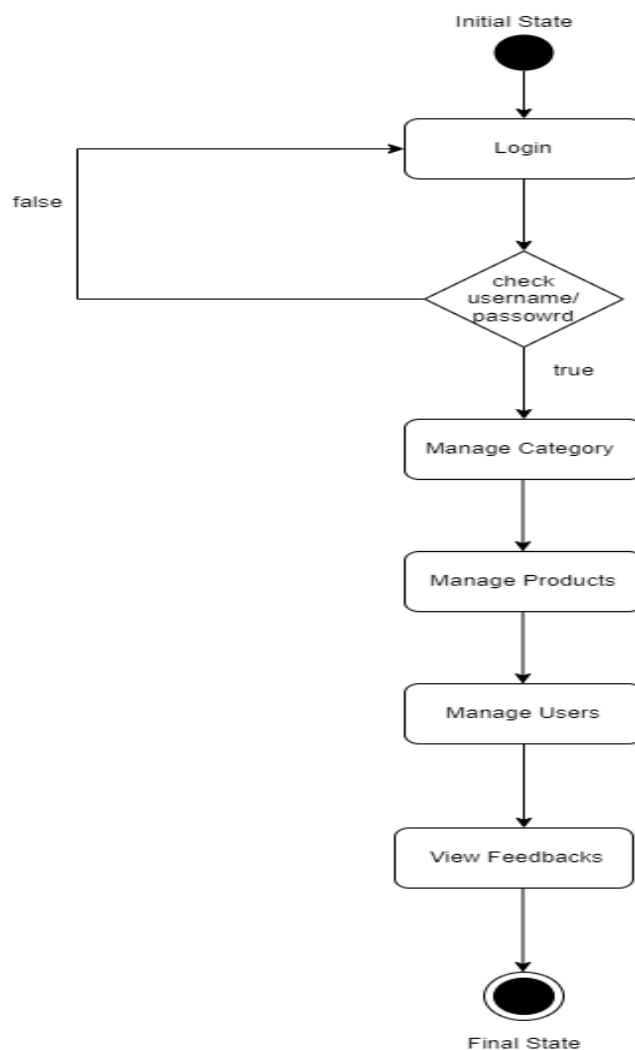 Initial State
Login
false
check
username/
passowrd
true
Manage Category
Manage Products
Manage Users
View Feedbacks
Final State